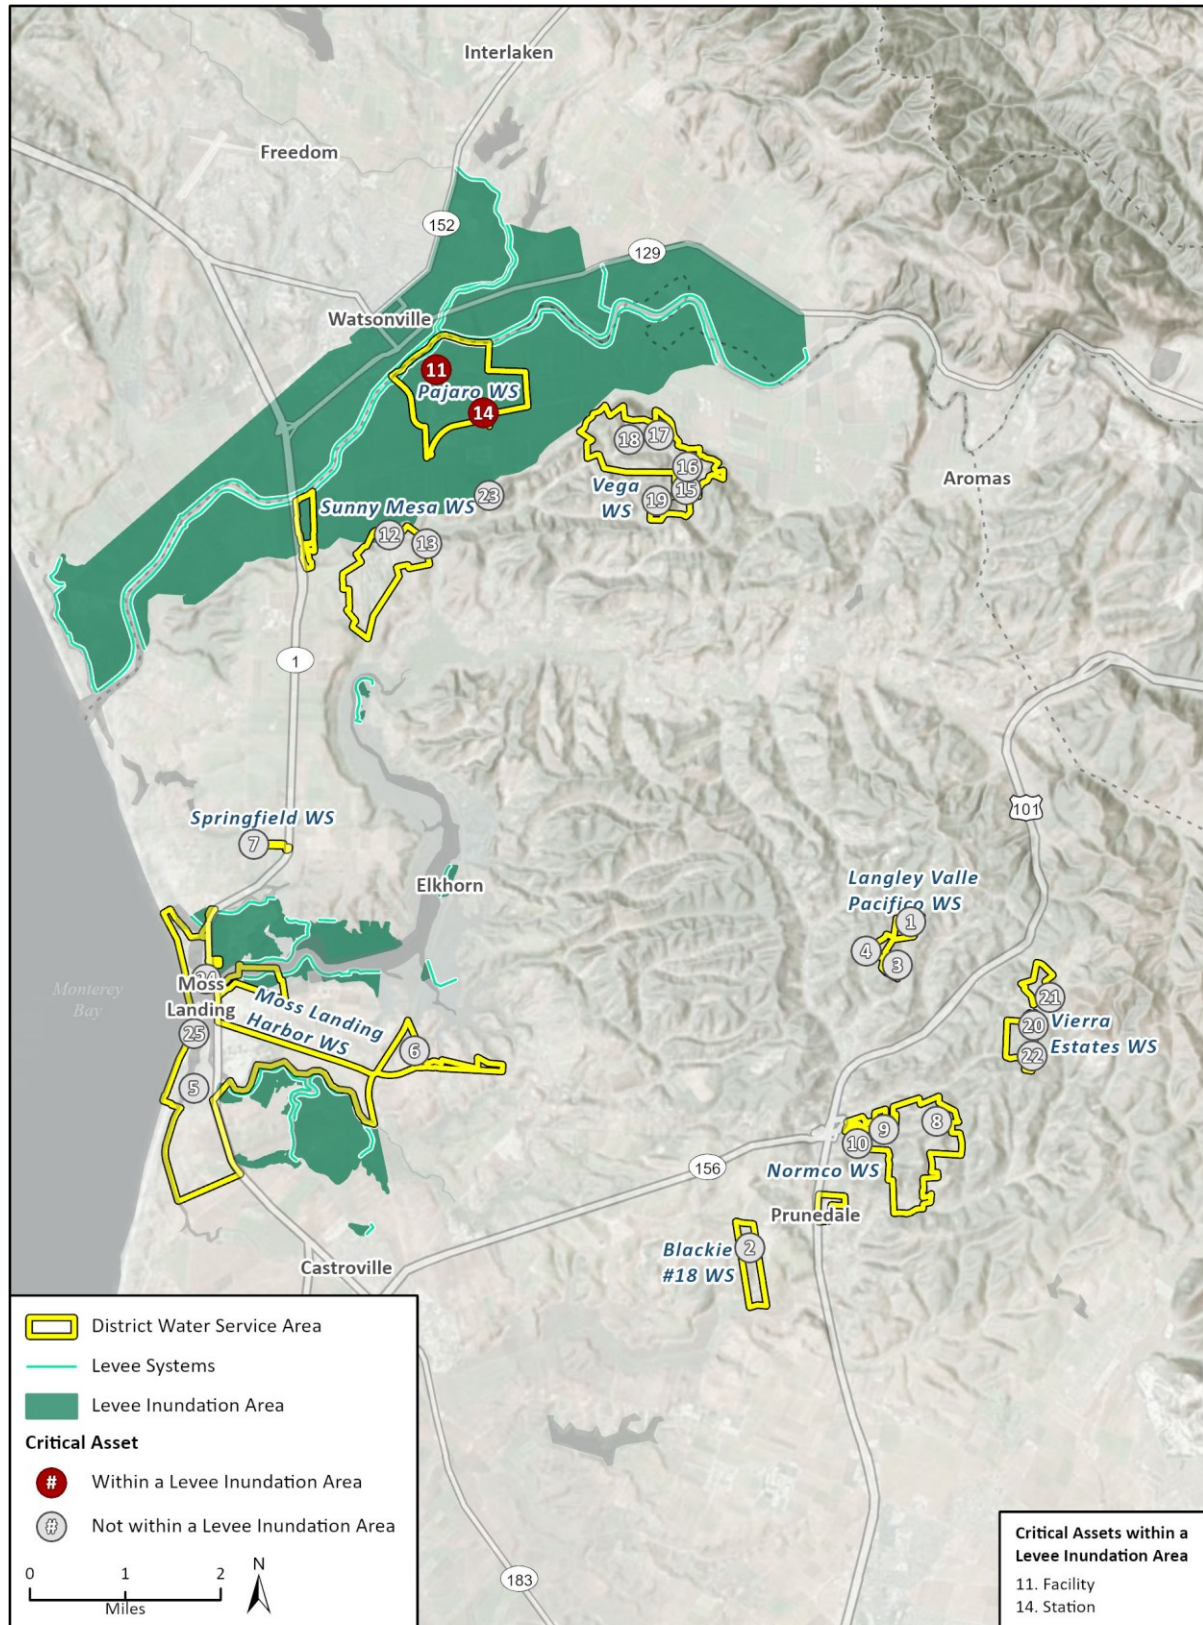 Interlaken
Freedom
152
129
Watsonville
11
Pajaro WS
14
18
17
16
Aromas
Vega
WS
15
19
23
Sunny Mesa WS
12
13
1
101
Springfield WS
7
Elkhorn
Langley Valle
Pacifico WS
1
4
3
24
Moss
Landing
Monterey
Bay
Moss Landing
Harbor WS
25
6
5
21
20
Vierra
Estates WS
22
8
9
10
156
Normco WS
Prunedale
2
Blackie
#18 WS
Castroville
183
District Water Service Area
Levee Systems
Levee Inundation Area
Critical Asset
# Within a Levee Inundation Area
# Not within a Levee Inundation Area
0 1 2
Miles
N
Critical Assets within a
Levee Inundation Area
11. Facility
14. Station